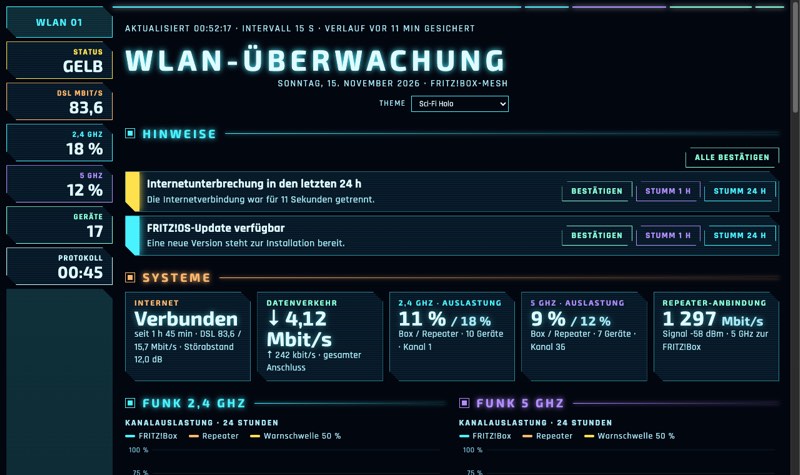 WLAN 01
STATUS
GELB
DSL MBIT/S
83,6
2,4 GHZ
18 %
5 GHZ
12 %
GERÄTE
17
PROTOKOLL
00:45
AKTUALISIERT 00:52:17 · INTERVALL 15 S · VERLAUF VOR 11 MIN GESICHERT
WLAN-ÜBERWACHUNG
SONNTAG, 15. NOVEMBER 2026 · FRITZ!BOX-MESH
THEME Sci-Fi Holo
HINWEISE
ALLE BESTÄTIGEN
Internetunterbrechung in den letzten 24 h
Die Internetverbindung war für 11 Sekunden getrennt.
BESTÄTIGEN STUMM 1 H STUMM 24 H
FRITZ!OS-Update verfügbar
Eine neue Version steht zur Installation bereit.
BESTÄTIGEN STUMM 1 H STUMM 24 H
SYSTEME
INTERNET
Verbunden
seit 1 h 45 min · DSL 83,6 /
15,7 Mbit/s · Störabstand
12,0 dB
DATENVERKEHR
↓ 4,12
Mbit/s
↑ 242 kbit/s · gesamter
Anschluss
2,4 GHZ · AUSLASTUNG
11 % / 18 %
Box / Repeater · 10 Geräte
· Kanal 1
5 GHZ · AUSLASTUNG
9 % / 12 %
Box / Repeater · 7 Geräte ·
Kanal 36
REPEATER-ANBINDUNG
1 297 Mbit/s
Signal -58 dBm · 5 GHz zur
FRITZ!Box
FUNK 2,4 GHZ
KANALAUSLASTUNG · 24 STUNDEN
FRITZ!Box Repeater Warnschwelle 50 %
100 %
75 %
FUNK 5 GHZ
KANALAUSLASTUNG · 24 STUNDEN
FRITZ!Box Repeater Warnschwelle 50 %
100 %
75 %